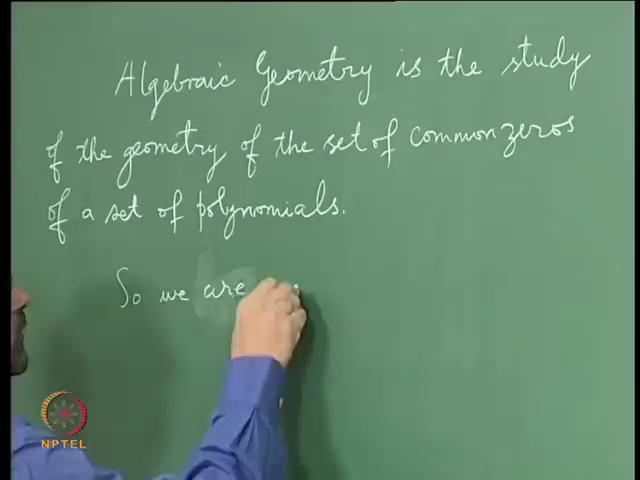 Algebraic Geometry is the study
of the geometry of the set of common zeros
of a set of polynomials.
So we are
NPTEL